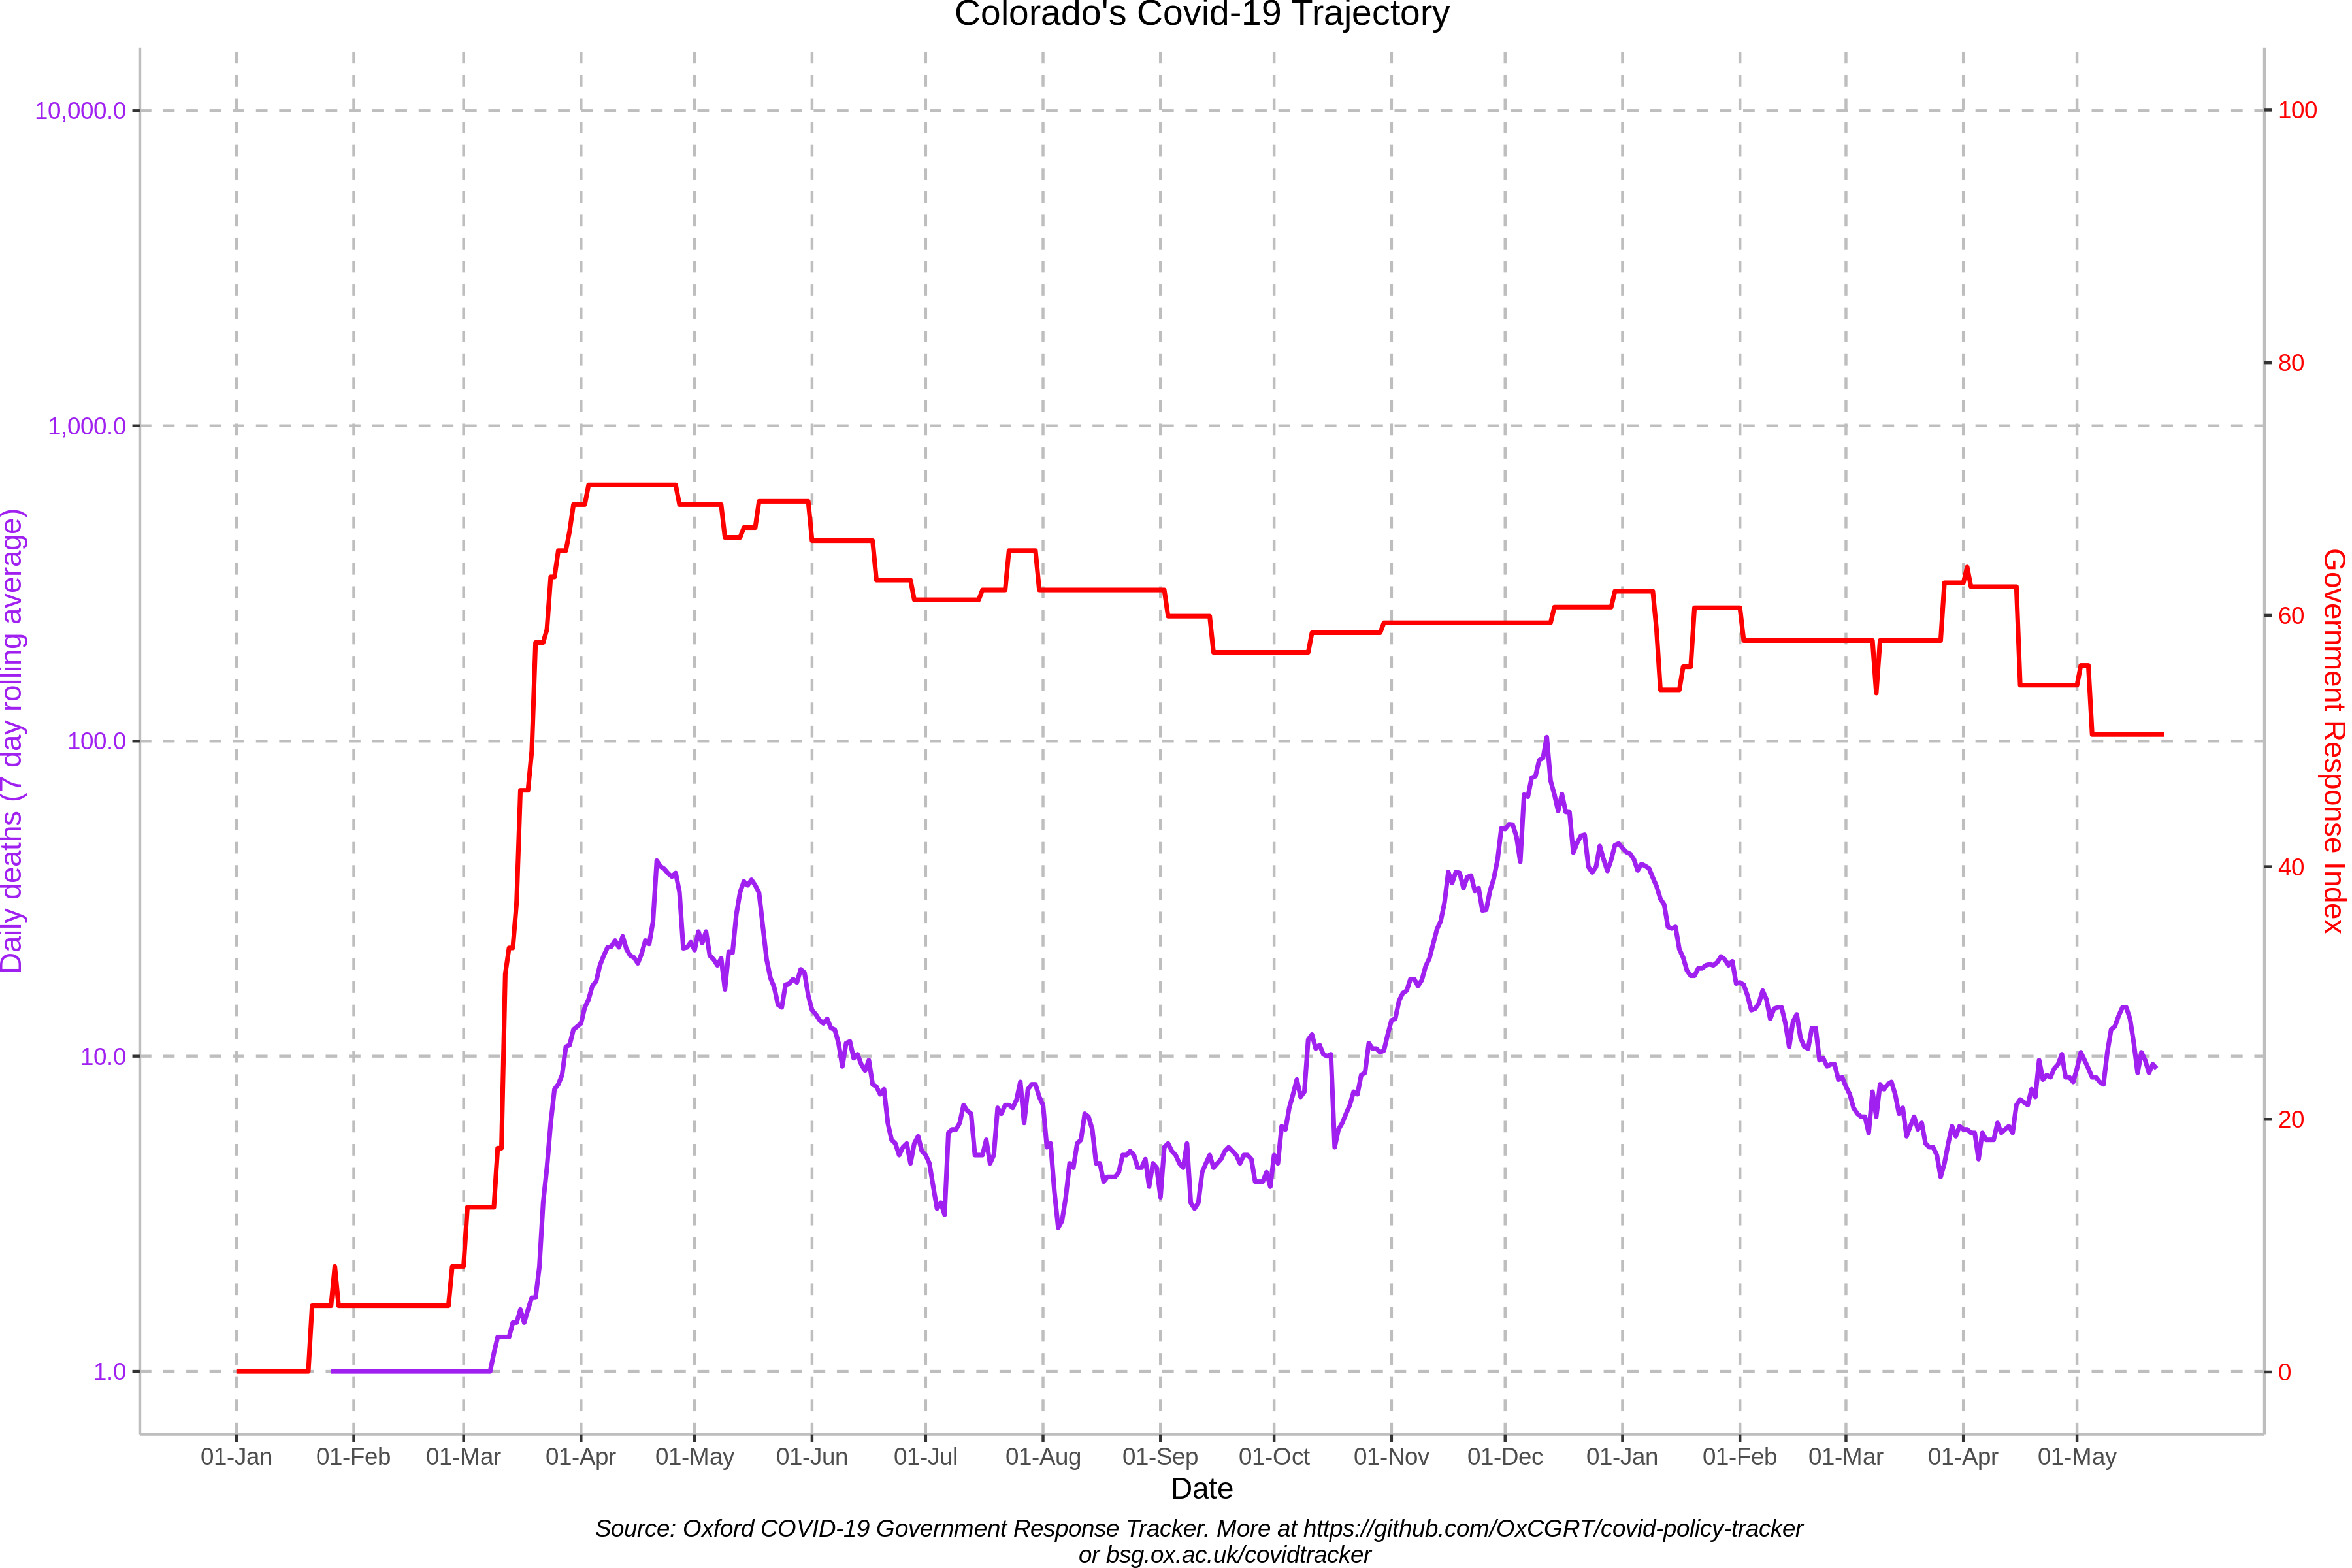 Colorado's Covid-19 Trajectory
10,000.0
1,000.0
100.0
10.0
1.0
Daily deaths (7 day rolling average)
100
80
60
40
20
0
Government Response Index
01-Jan 01-Feb 01-Mar 01-Apr 01-May 01-Jun 01-Jul 01-Aug 01-Sep 01-Oct 01-Nov 01-Dec 01-Jan 01-Feb 01-Mar 01-Apr 01-May
Date
Source: Oxford COVID-19 Government Response Tracker. More at https://github.com/OxCGRT/covid-policy-tracker
or bsg.ox.ac.uk/covidtracker